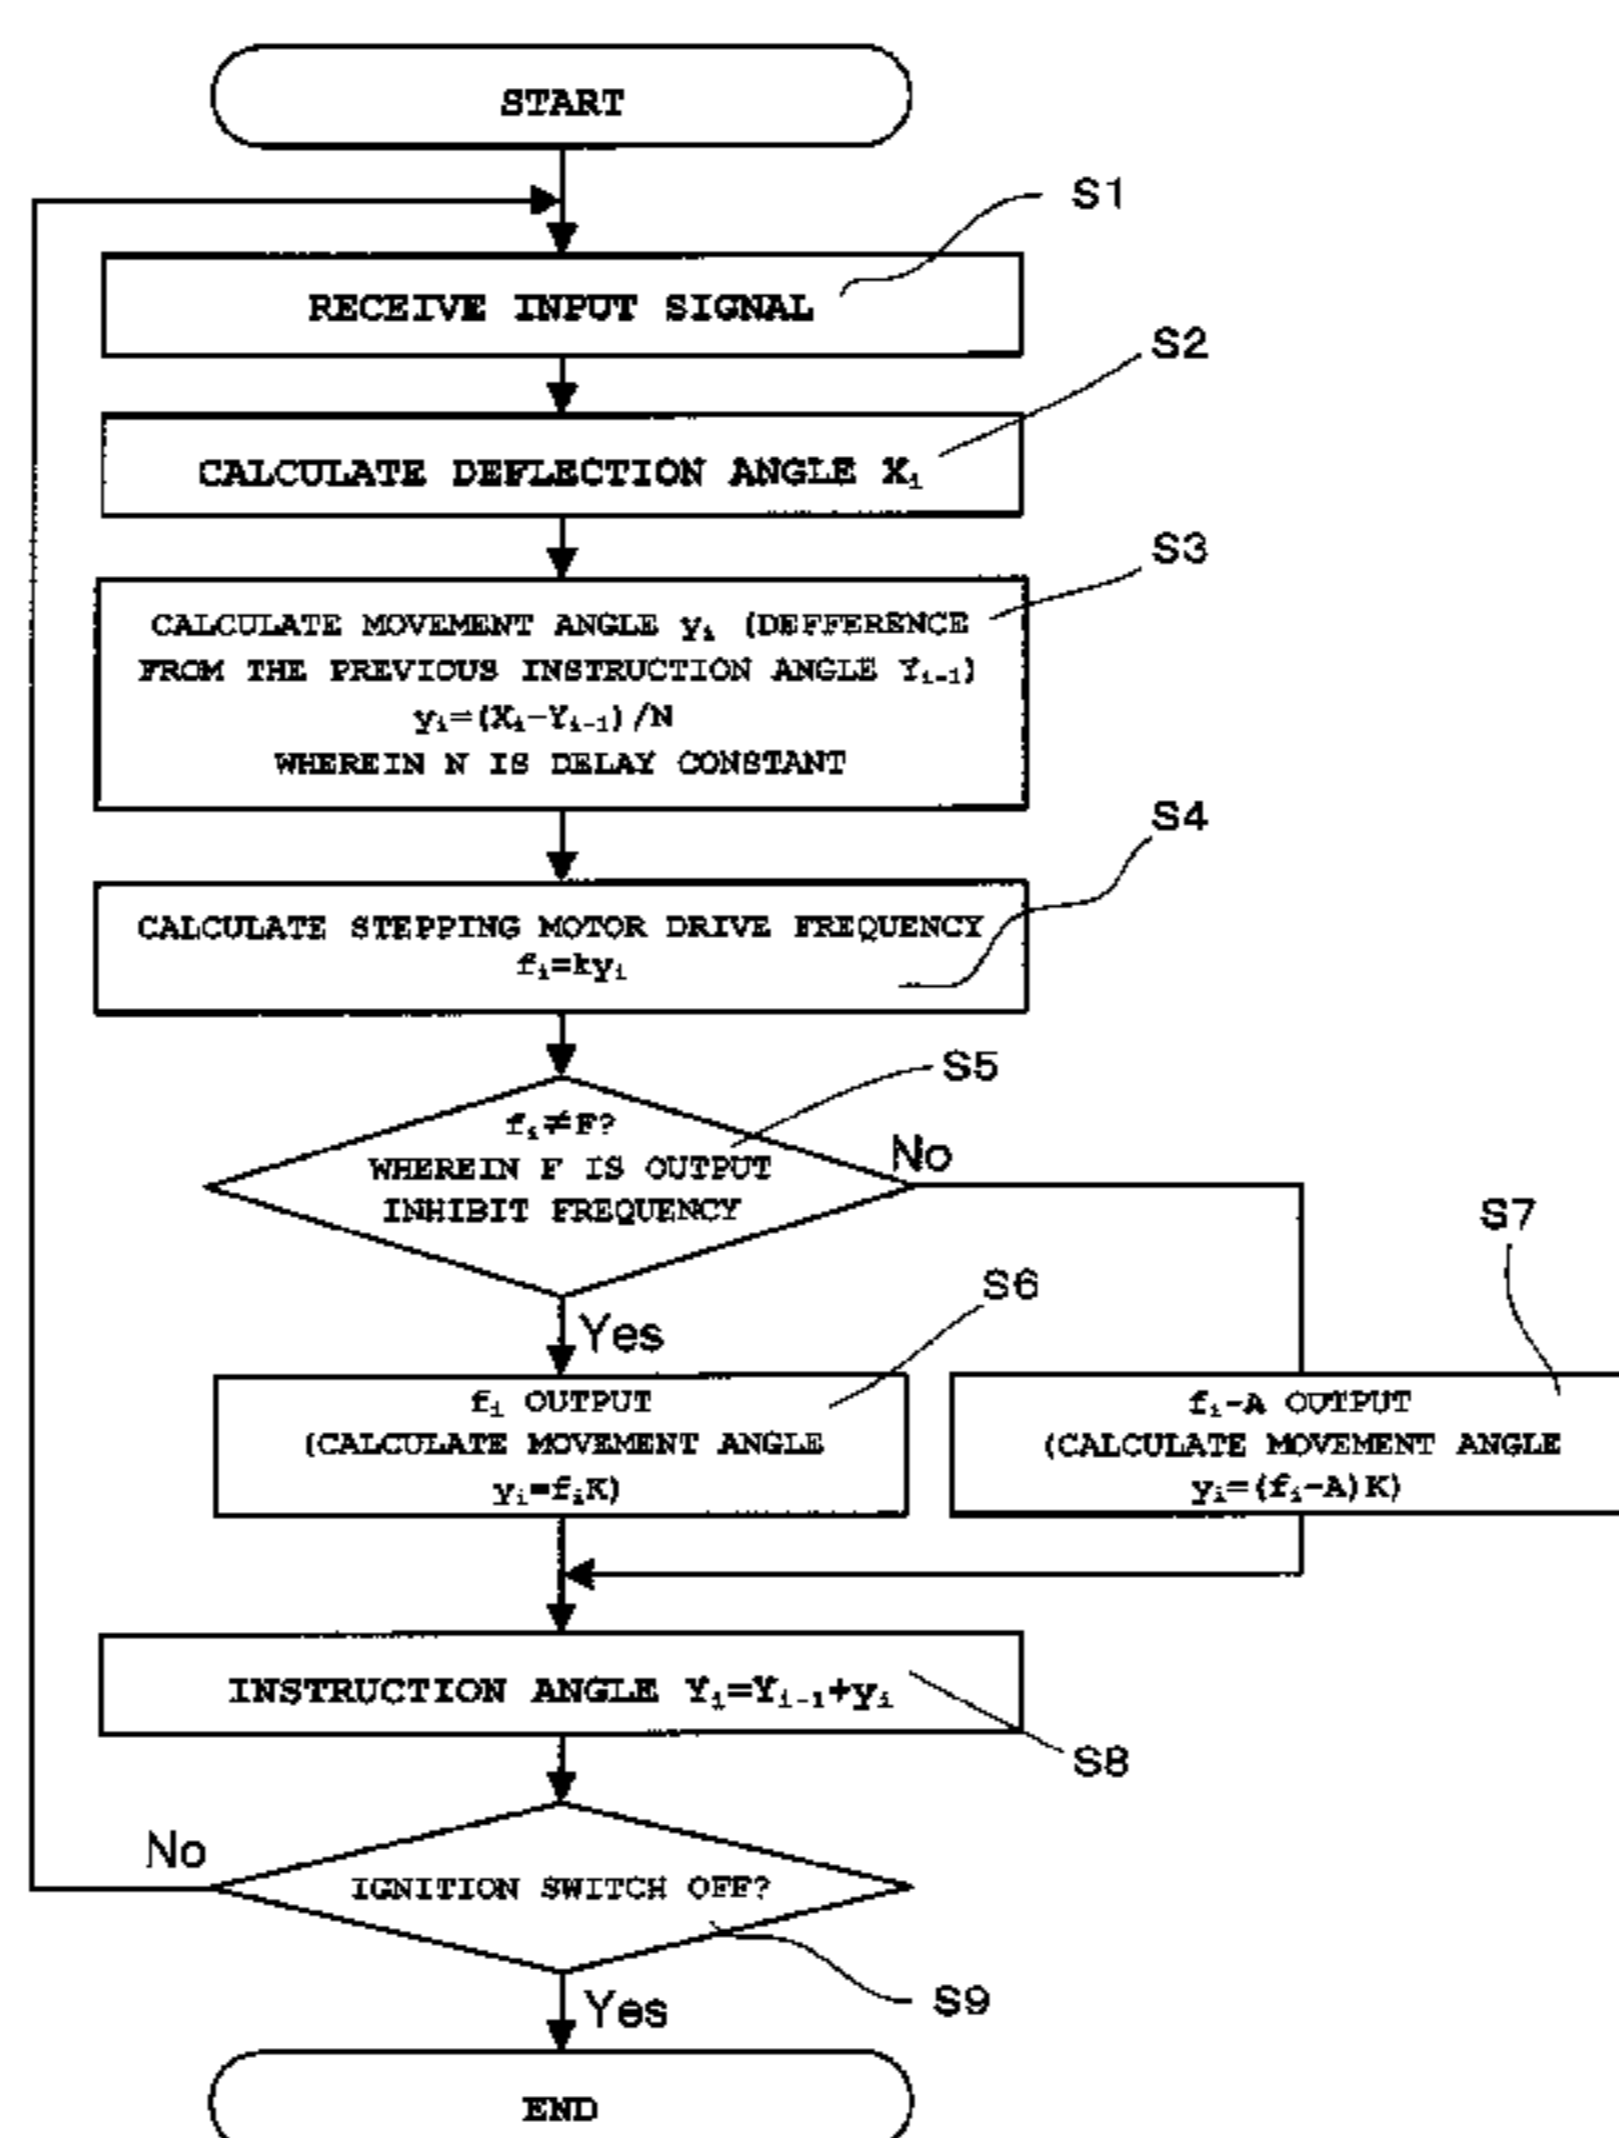 START
S1
RECEIVE INPUT SIGNAL
S2
CALCULATE DEFLECTION ANGLE Xᵢ
S3
CALCULATE MOVEMENT ANGLE yᵢ (DEFFERENCE
FROM THE PREVIOUS INSTRUCTION ANGLE Yᵢ₋₁)
yᵢ=(Xᵢ-Yᵢ₋₁)/N
WHEREIN N IS DELAY CONSTANT
S4
CALCULATE STEPPING MOTOR DRIVE FREQUENCY
fᵢ=kyᵢ
S5
fᵢ≠F?
WHEREIN F IS OUTPUT
INHIBIT FREQUENCY
No
Yes
S6
fᵢ OUTPUT
(CALCULATE MOVEMENT ANGLE
yᵢ=fᵢK)
S7
fᵢ-A OUTPUT
(CALCULATE MOVEMENT ANGLE
yᵢ=(fᵢ-A)K)
INSTRUCTION ANGLE Yᵢ=Yᵢ₋₁+yᵢ
S8
No
IGNITION SWITCH OFF?
S9
Yes
END